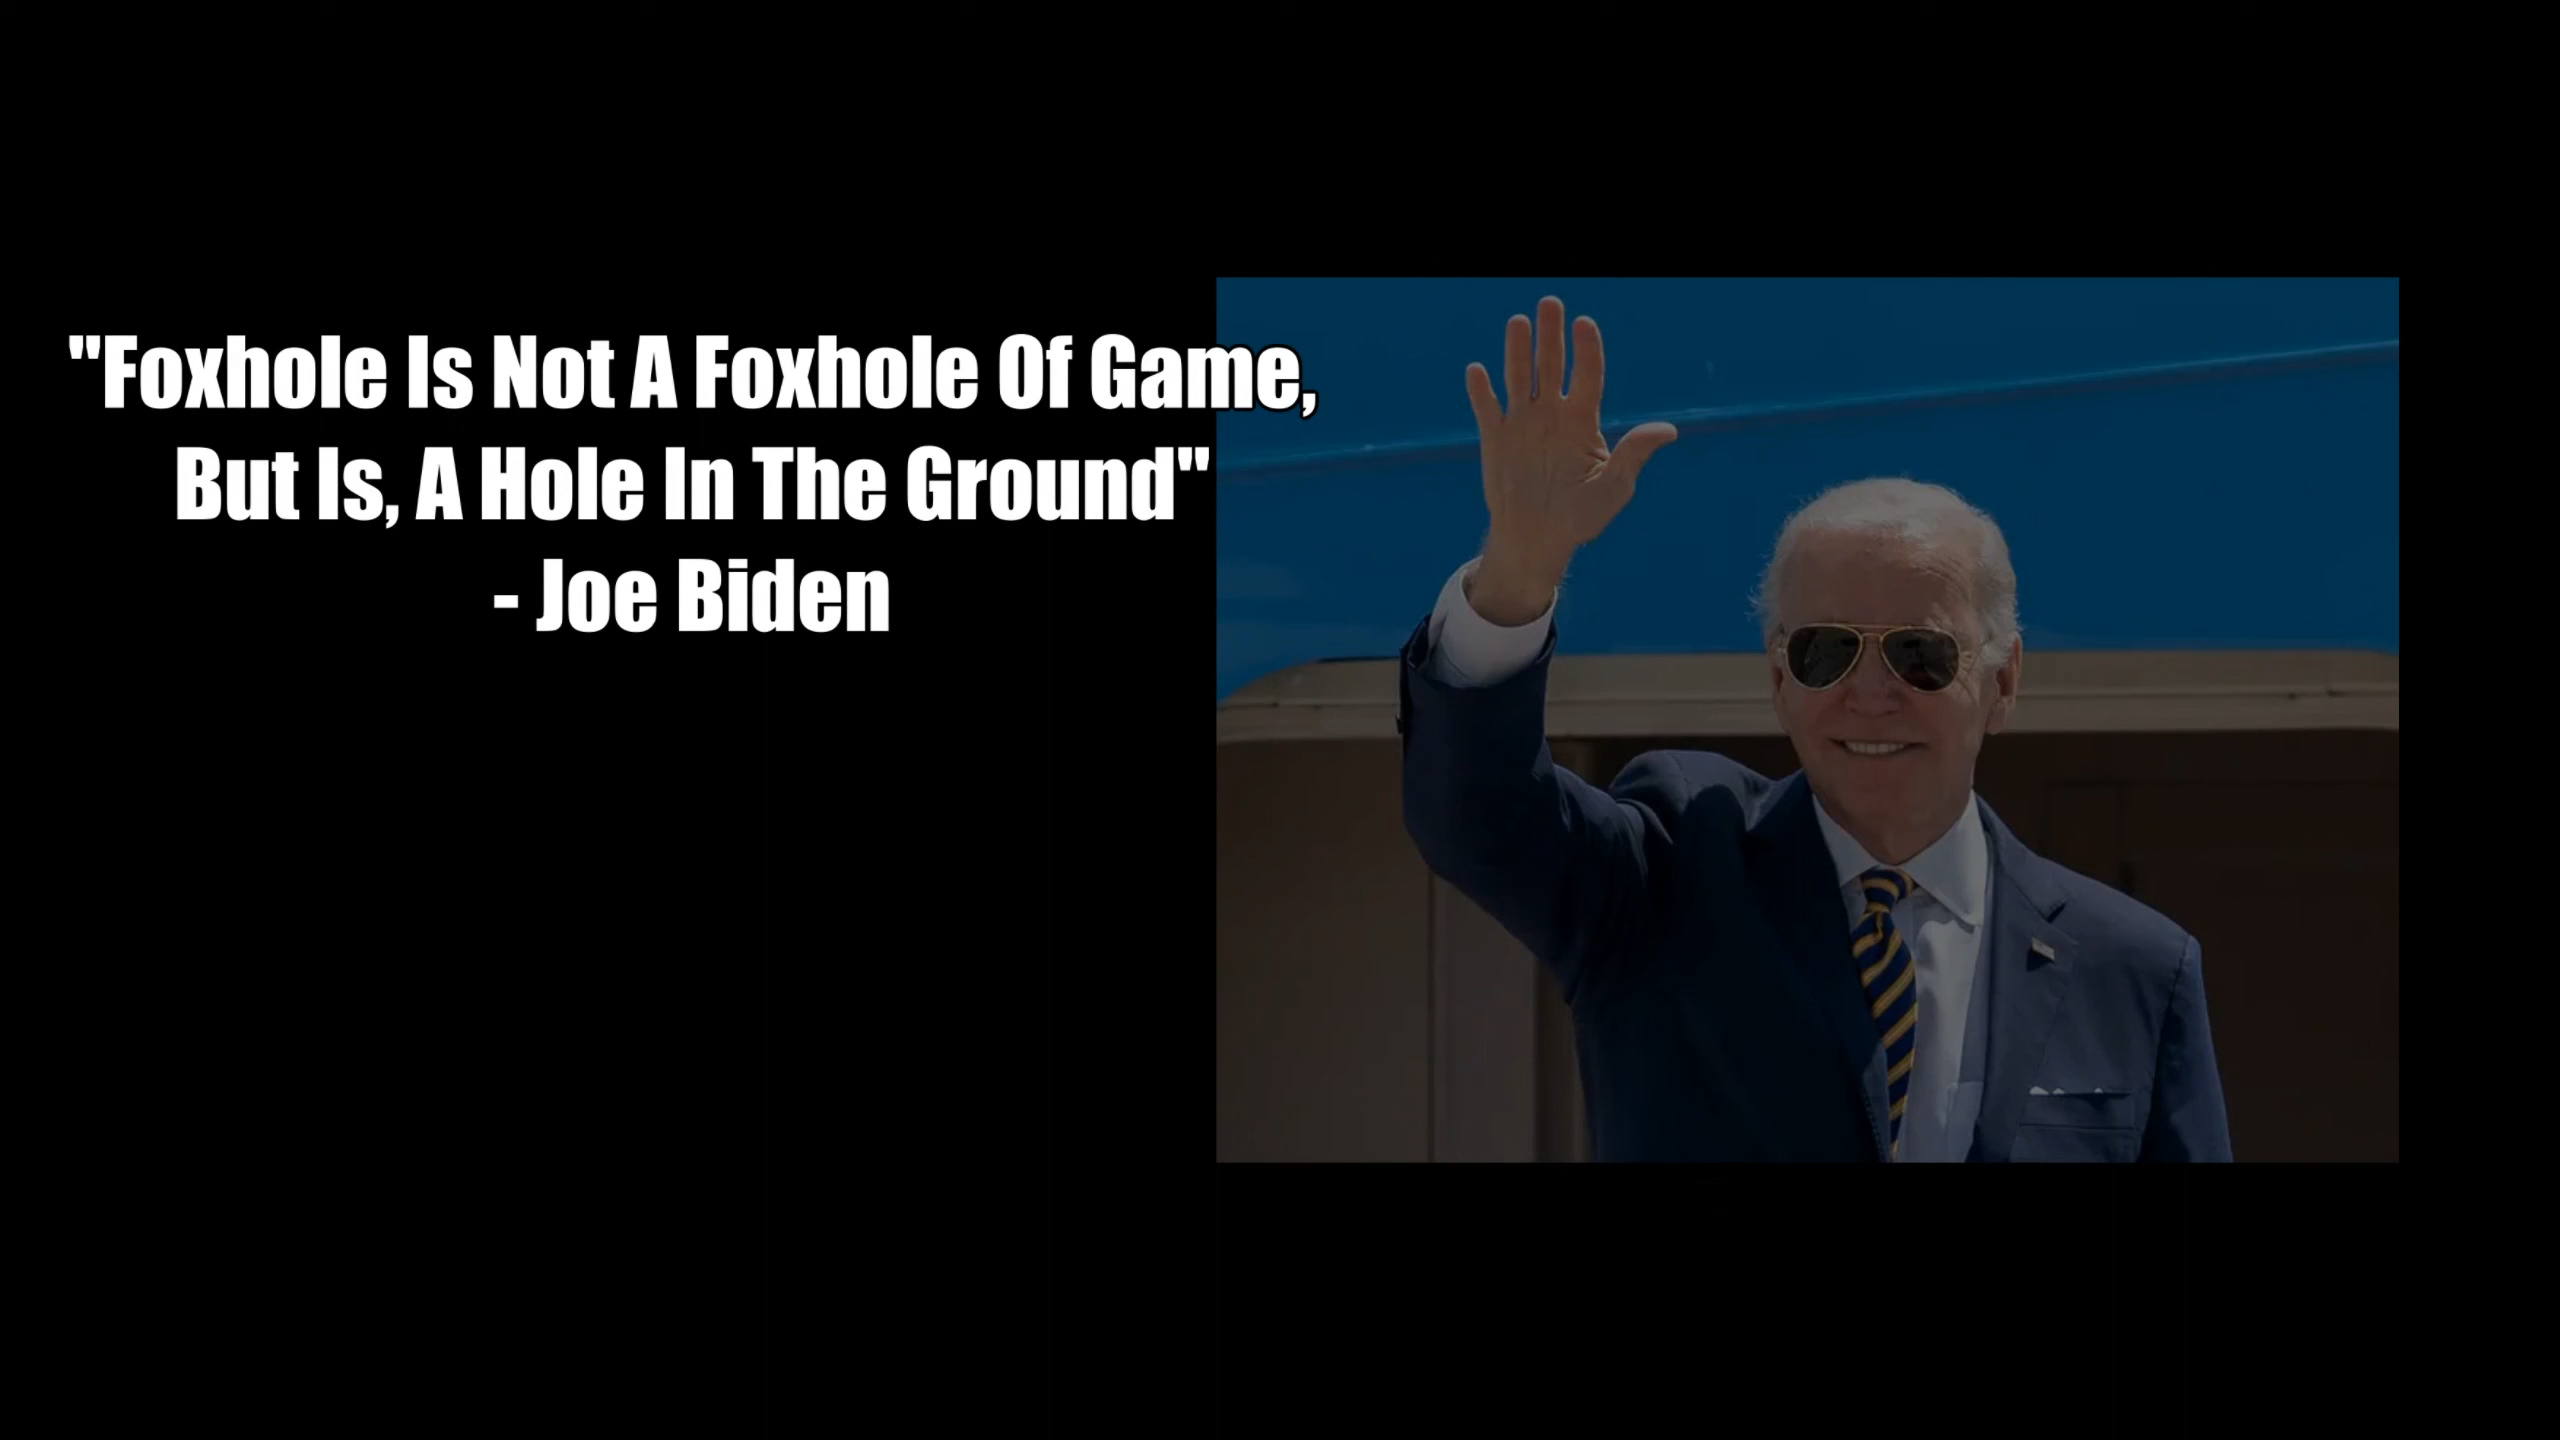 "Foxhole Is Not A Foxhole Of Game,
But Is, A Hole In The Ground"
- Joe Biden